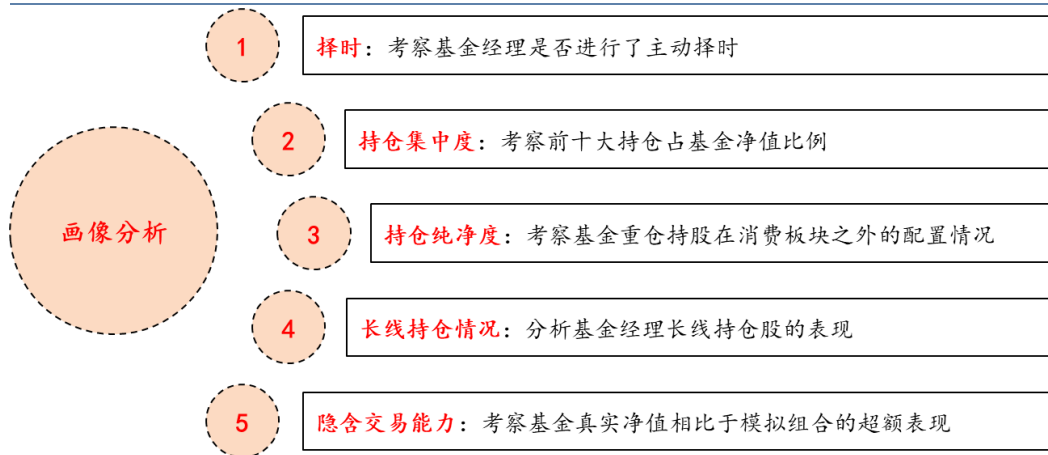 1
择时：考察基金经理是否进行了主动择时
2
持仓集中度：考察前十大持仓占基金净值比例
画像分析
3
持仓纯净度：考察基金重仓持股在消费板块之外的配置情况
4
长线持仓情况：分析基金经理长线持仓股的表现
5
隐含交易能力：考察基金真实净值相比于模拟组合的超额表现